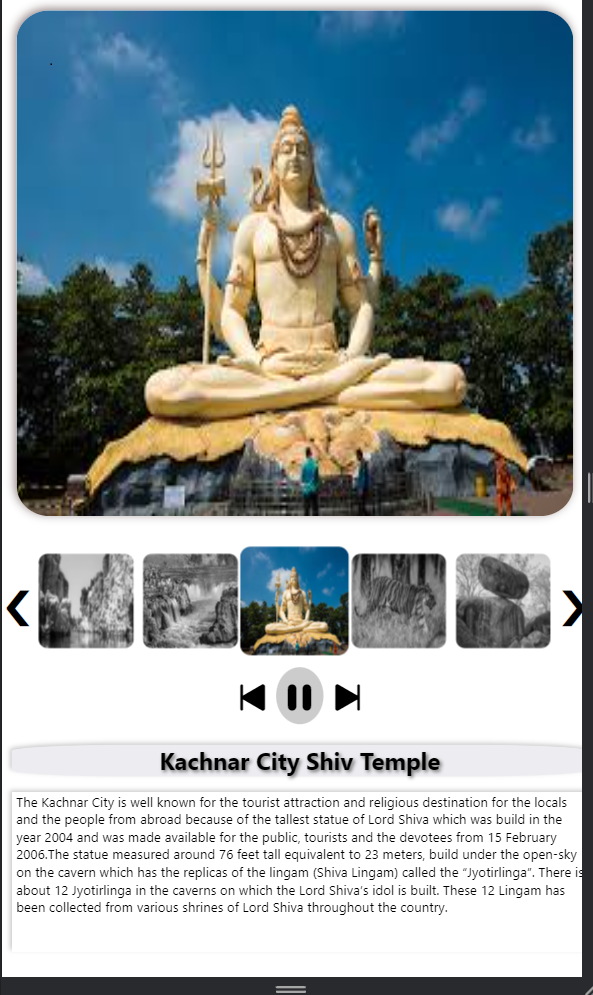 Kachnar City Shiv Temple
The Kachnar City is well known for the tourist attraction and religious destination for the locals
and the people from abroad because of the tallest statue of Lord Shiva which was build in the
year 2004 and was made available for the public, tourists and the devotees from 15 February
2006.The statue measured around 76 feet tall equivalent to 23 meters, build under the open-sky
on the cavern which has the replicas of the lingam (Shiva Lingam) called the “Jyotirlinga”. There is
about 12 Jyotirlinga in the caverns on which the Lord Shiva's idol is built. These 12 Lingam has
been collected from various shrines of Lord Shiva throughout the country.